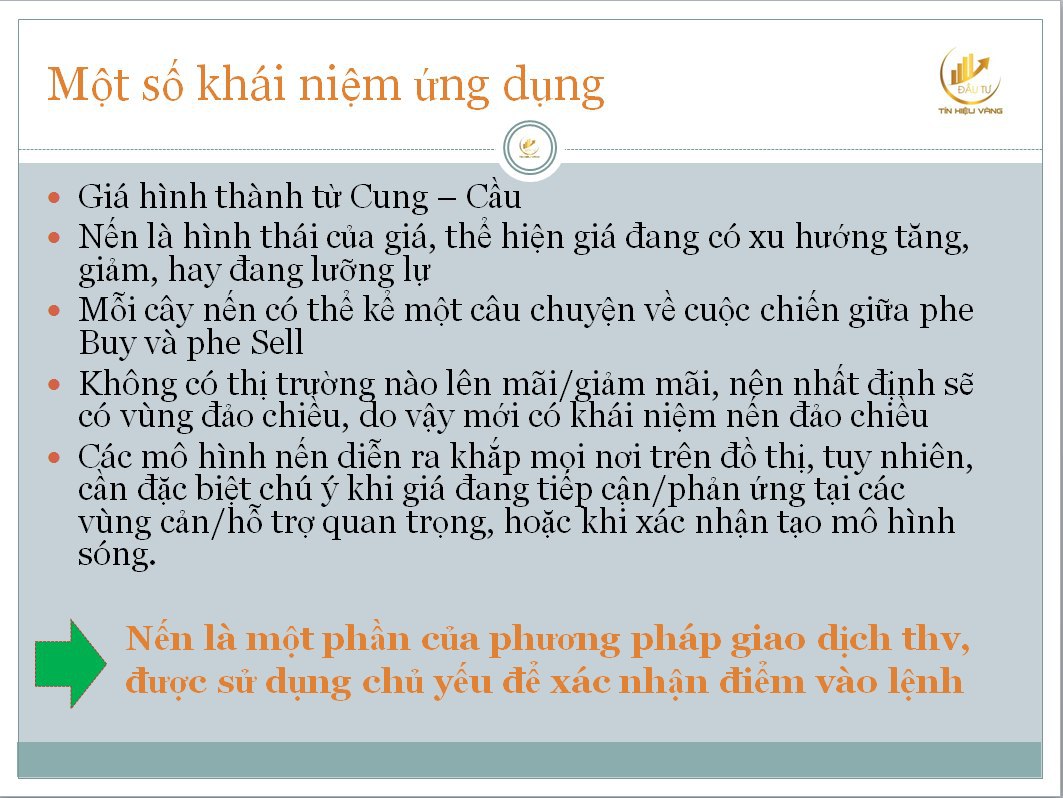 Một số khái niệm ứng dụng
ĐẦU TƯ
TÍN HIỆU VÀNG
• Giá hình thành từ Cung – Cầu
• Nến là hình thái của giá, thể hiện giá đang có xu hướng tăng,
giảm, hay đang lưỡng lự
• Mỗi cây nến có thể kể một câu chuyện về cuộc chiến giữa phe
Buy và phe Sell
• Không có thị trường nào lên mãi/giảm mãi, nện nhất định sẽ
có vùng đảo chiều, do vậy mới có khái niệm nến đảo chiều
• Các mô hình nến diễn ra khắp mọi nơi trên đồ thị, tuy nhiên,
cần đặc biệt chú ý khi giá đang tiếp cận/phản ứng tại các
vùng cản/hỗ trợ quan trọng, hoặc khi xác nhận tạo mô hình
sóng.
Nến là một phần của phương pháp giao dịch thv,
được sử dụng chủ yếu để xác nhận điểm vào lệnh